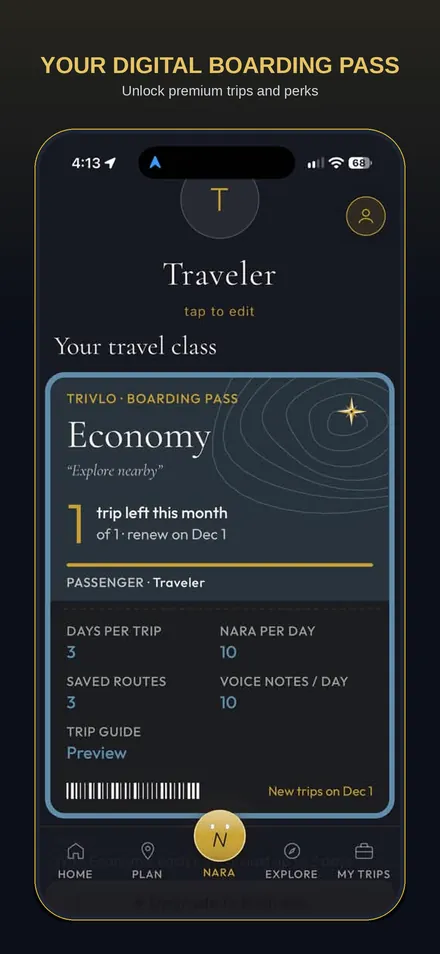 YOUR DIGITAL BOARDING PASS
Unlock premium trips and perks
4:13
68
T
Traveler
tap to edit
Your travel class
TRIVLO · BOARDING PASS
Economy
“Explore nearby”
1 trip left this month
of 1 · renew on Dec 1
PASSENGER · Traveler
DAYS PER TRIP NARA PER DAY
3 10
SAVED ROUTES VOICE NOTES / DAY
3 10
TRIP GUIDE
Preview
New trips on Dec 1
N
HOME PLAN NARA EXPLORE MY TRIPS